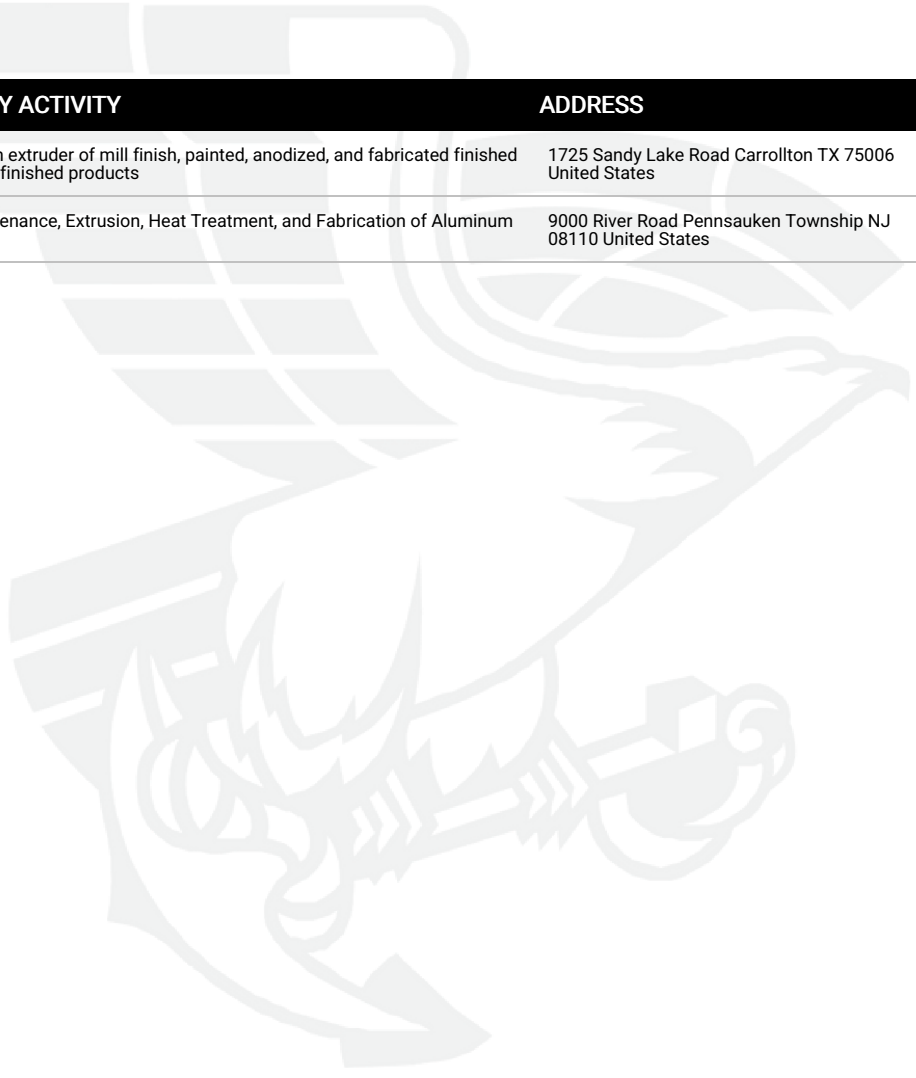 Y ACTIVITY ADDRESS
extruder of mill finish, painted, anodized, and fabricated finished 1725 Sandy Lake Road Carrollton TX 75006
finished products United States
enance, Extrusion, Heat Treatment, and Fabrication of Aluminum 9000 River Road Pennsauken Township NJ
08110 United States